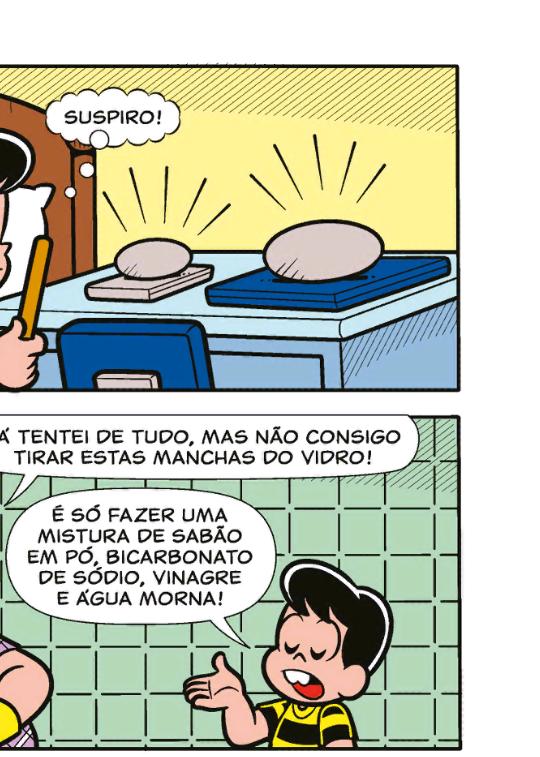 SUSPIRO!
Á TENTEI DE TUDO, MAS NÃO CONSIGO
TIRAR ESTAS MANCHAS DO VIDRO!
É SÓ FAZER UMA
MISTURA DE SABÃO
EM PÓ, BICARBONATO
DE SÓDIO, VINAGRE
E ÁGUA MORNA!